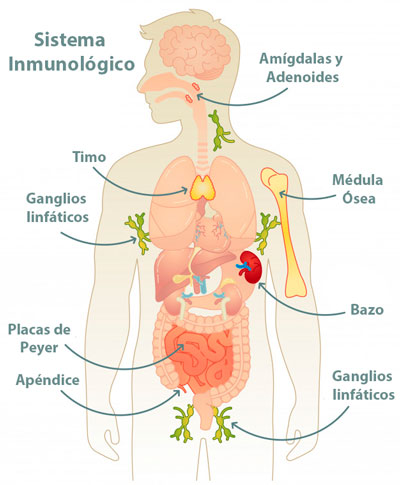 Sistema
Inmunológico
Amígdalas y
Adenoides
Timo
Ganglios
linfáticos
Médula
Ósea
Bazo
Placas de
Peyer
Apéndice
Ganglios
linfáticos